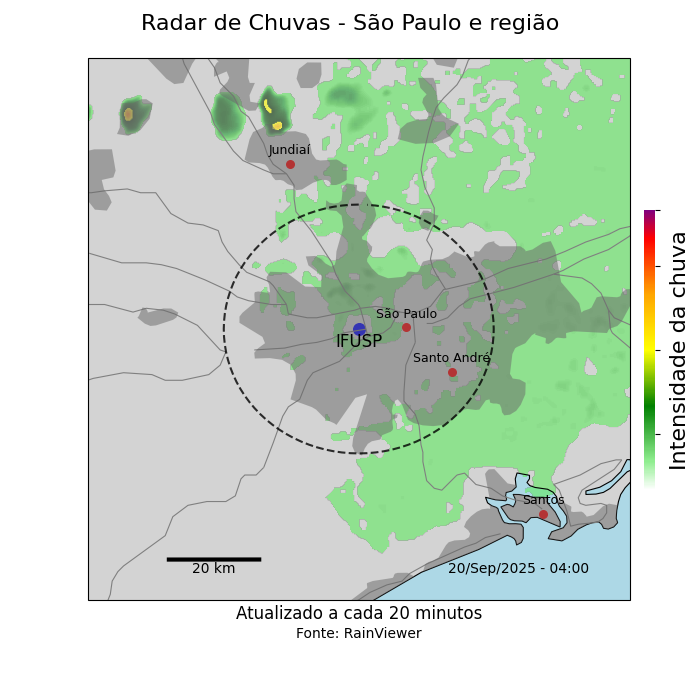 Radar de Chuvas - São Paulo e região
Jundiaí
São Paulo
IFUSP
Santo André
Santos
20 km
20/Sep/2025 - 04:00
Intensidade da chuva
Atualizado a cada 20 minutos
Fonte: RainViewer